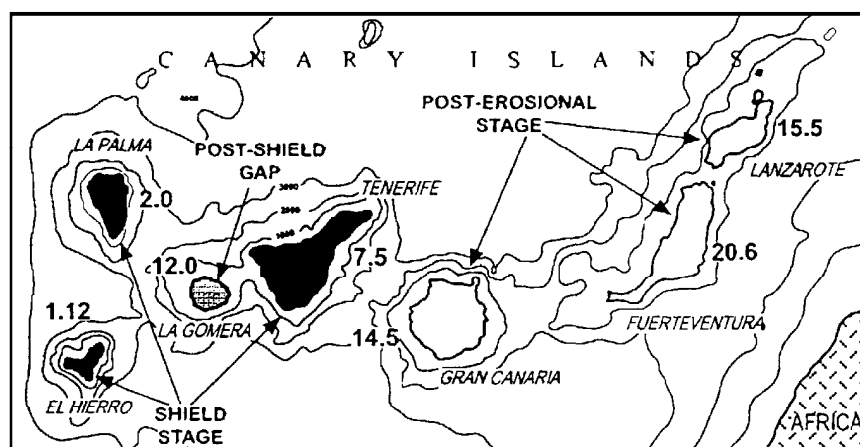 CANARY ISLANDS
POST-EROSIONAL
STAGE
15.5
LANZAROTE
LA PALMA
POST-SHIELD
GAP
TENERIFE
2.0
20.6
12.0
7.5
1.12
LA GOMERA
14.5
FUERTEVENTURA
GRAN CANARIA
EL HIERRO
SHIELD
STAGE
AFRICA